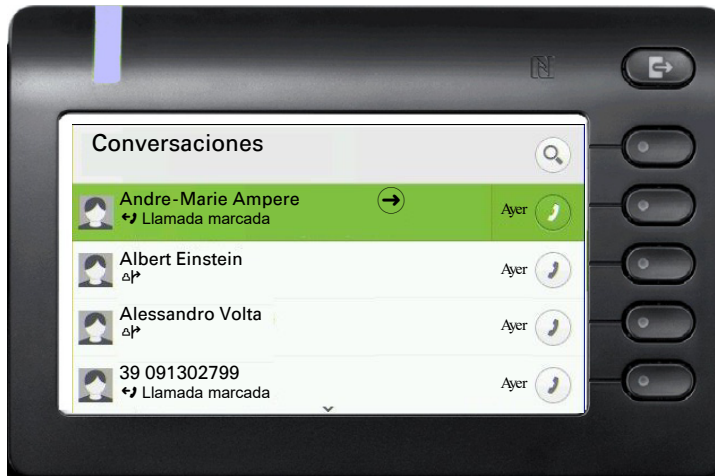 Conversaciones
Andre-Marie Ampere
Llamada marcada
Ayer
Albert Einstein
Ayer
Alessandro Volta
Ayer
39 091302799
Llamada marcada
Ayer